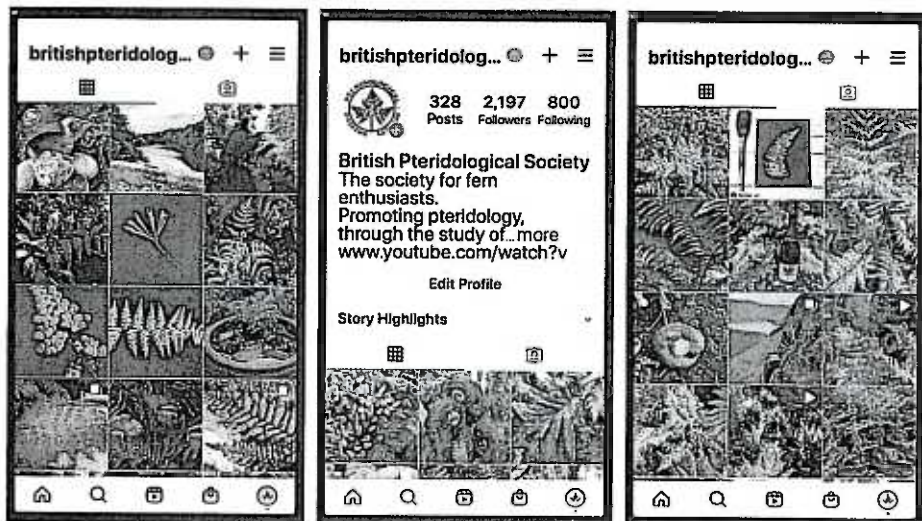 britishpteridolog...
britishpteridolog...
328 2,197 800
Posts Followers Following
British Pteridological Society
The society for fern
enthusiasts.
Promoting pteridology,
through the study of...more
www.youtube.com/watch?v
Edit Profile
Story Highlights
britishpteridolog...